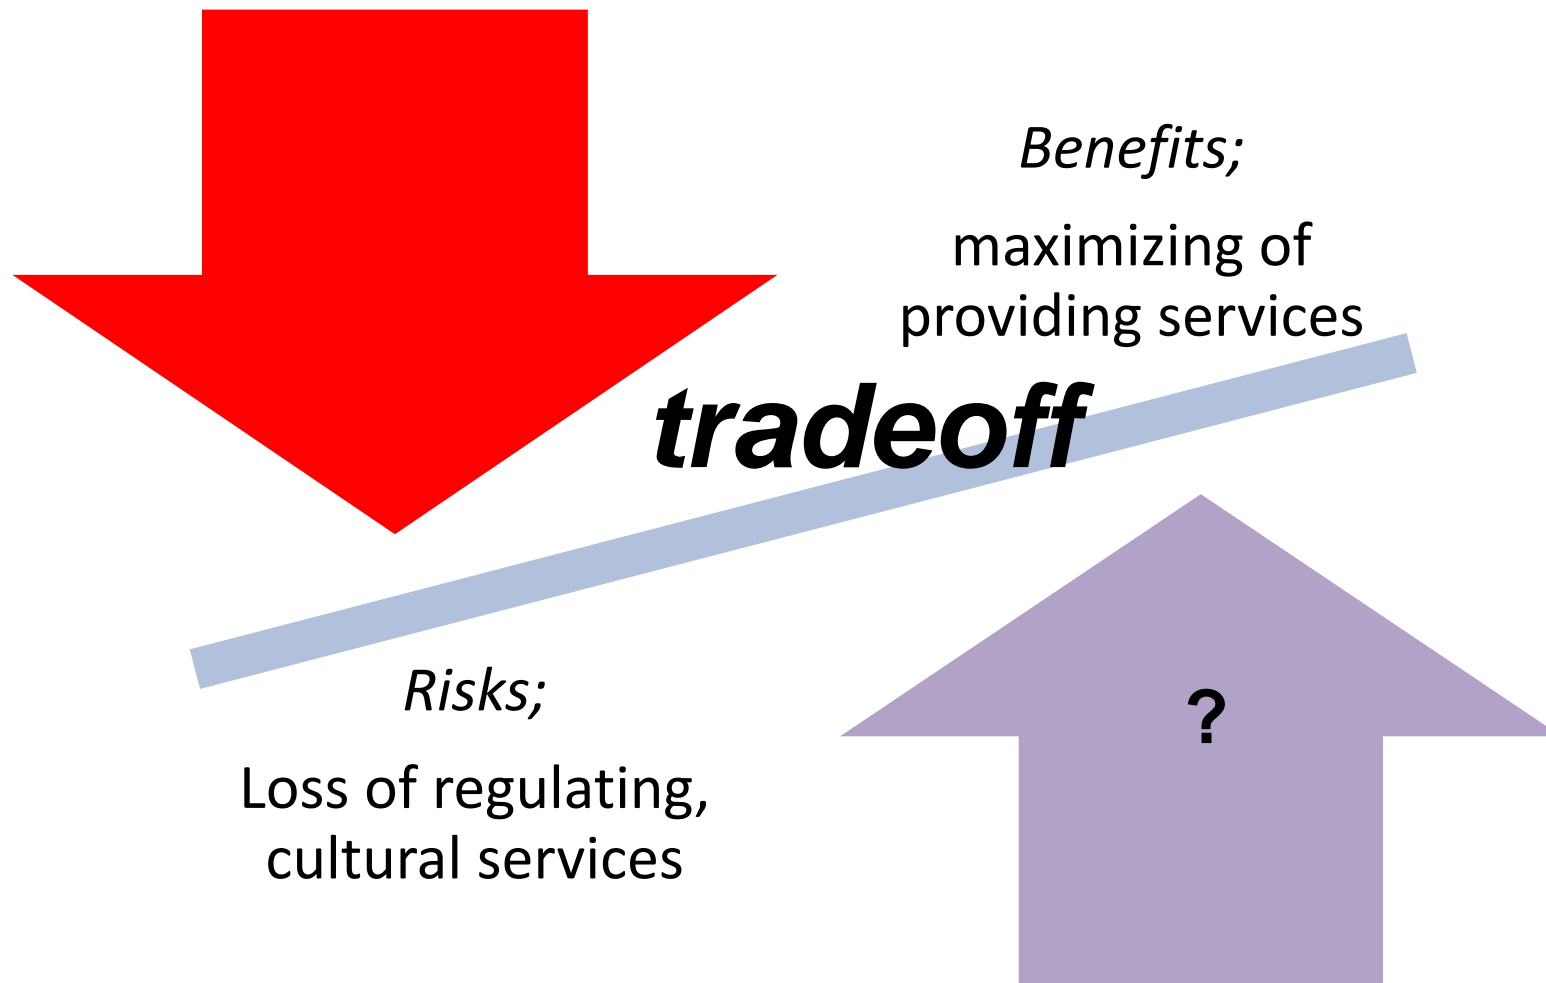 Benefits;
maximizing of
providing services
tradeoff
Risks;
Loss of regulating,
cultural services
?